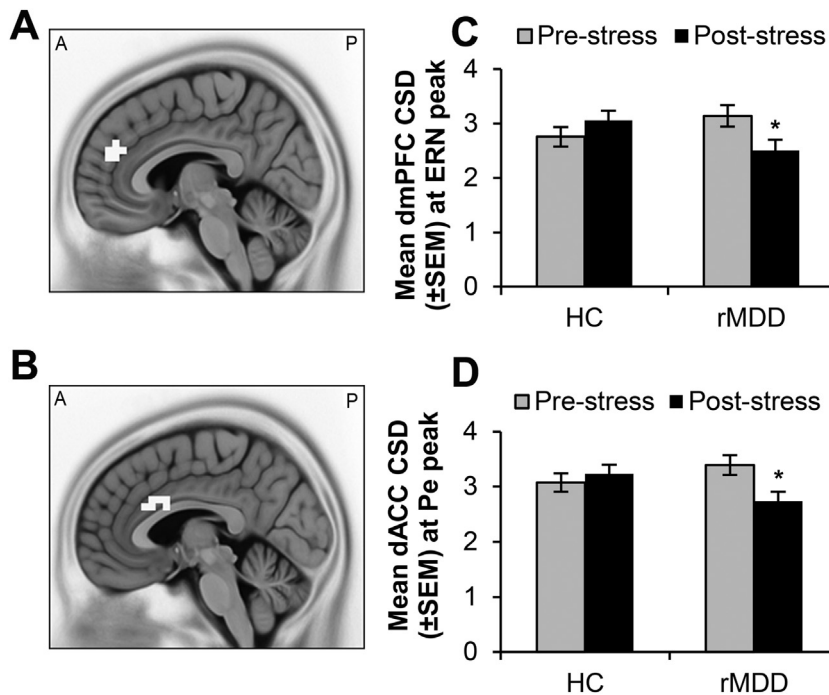 A
A P
B
A P
C
Pre-stress Post-stress
Mean dmPFC CSD
(±SEM) at ERN peak
4
3
2
1
0
HC rMDD
*
D
Pre-stress Post-stress
Mean dACC CSD
(±SEM) at Pe peak
4
3
2
1
0
HC rMDD
*